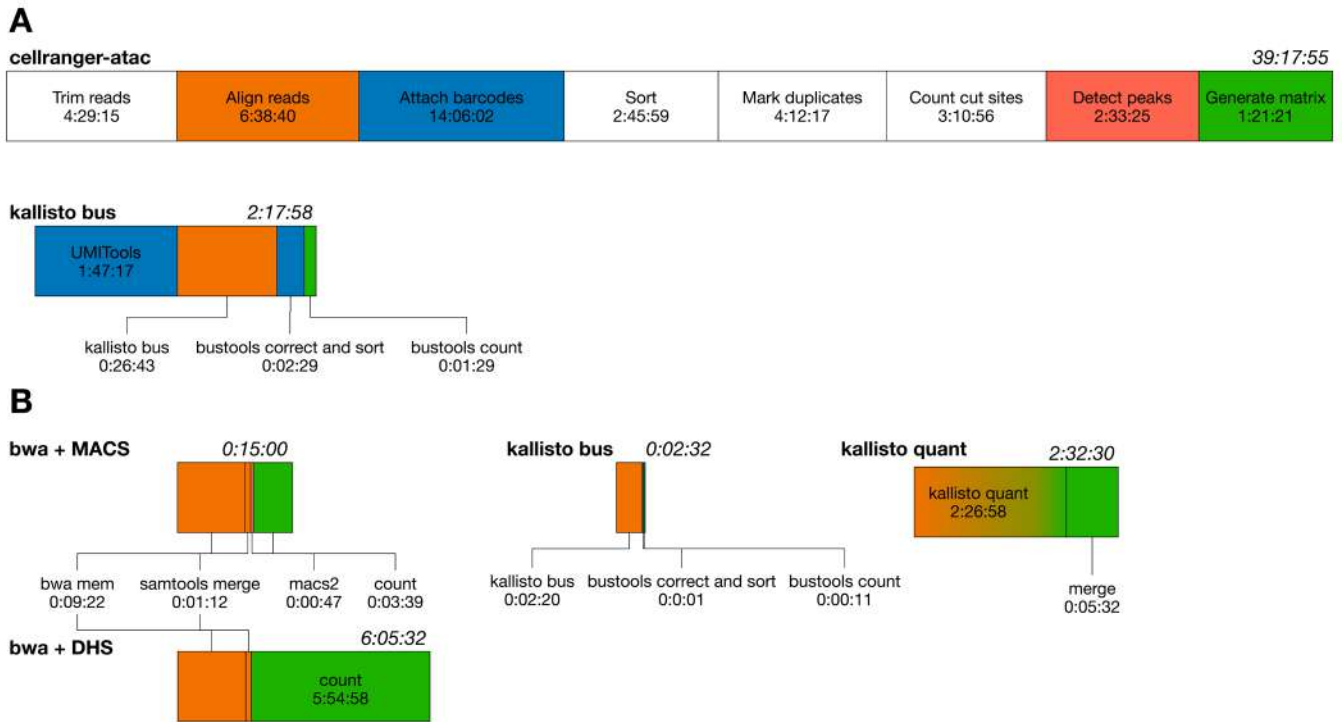 A
cellranger-atac 39:17:55
Trim reads Align reads Attach barcodes Sort Mark duplicates Count cut sites Detect peaks Generate matrix
4:29:15 6:38:40 14:06:02 2:45:59 4:12:17 3:10:56 2:33:25 1:21:21
kallisto bus 2:17:58
UMITools
1:47:17
kallisto bus bustools correct and sort bustools count
0:26:43 0:02:29 0:01:29
B
bwa + MACS 0:15:00 kallisto bus 0:02:32 kallisto quant 2:32:30
kallisto quant
2:26:58
bwa mem samtools merge macs2 count kallisto bus bustools correct and sort bustools count merge
0:09:22 0:01:12 0:00:47 0:03:39 0:02:20 0:0:01 0:00:11 0:05:32
bwa + DHS 6:05:32
count
5:54:58